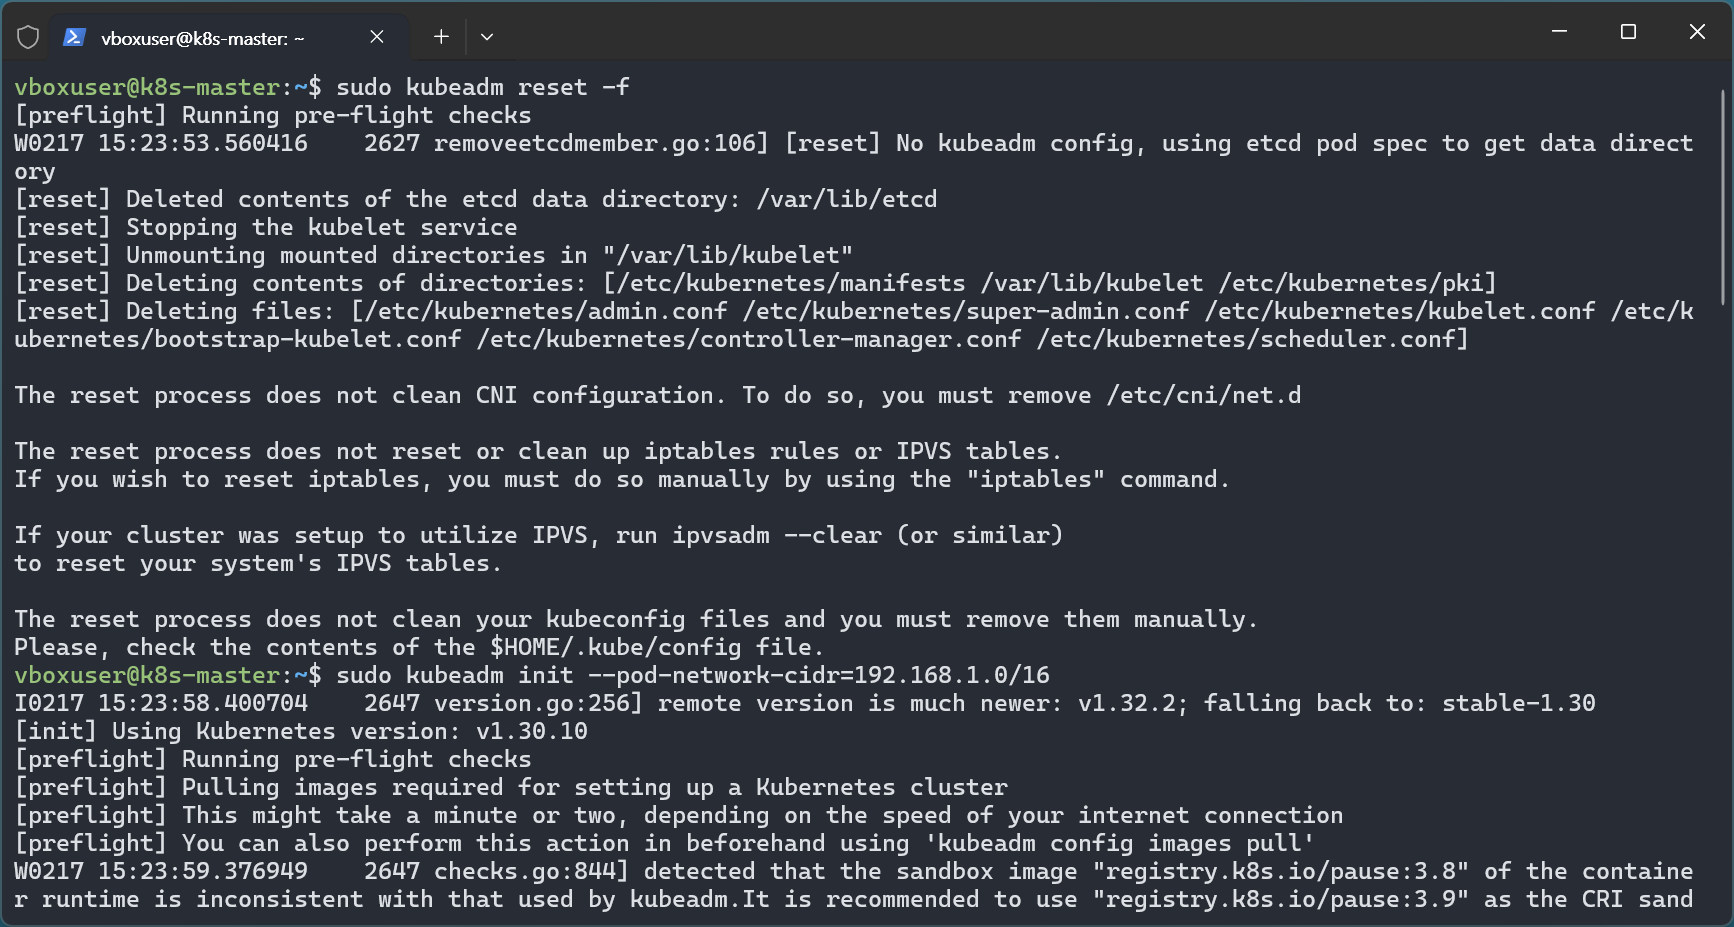 vboxuser@k8s-master: ~
vboxuser@k8s-master:~$ sudo kubeadm reset -f
[preflight] Running pre-flight checks
W0217 15:23:53.560416    2627 removeetcdmember.go:106] [reset] No kubeadm config, using etcd pod spec to get data direct
ory
[reset] Deleted contents of the etcd data directory: /var/lib/etcd
[reset] Stopping the kubelet service
[reset] Unmounting mounted directories in "/var/lib/kubelet"
[reset] Deleting contents of directories: [/etc/kubernetes/manifests /var/lib/kubelet /etc/kubernetes/pki]
[reset] Deleting files: [/etc/kubernetes/admin.conf /etc/kubernetes/super-admin.conf /etc/kubernetes/kubelet.conf /etc/k
ubernetes/bootstrap-kubelet.conf /etc/kubernetes/controller-manager.conf /etc/kubernetes/scheduler.conf]

The reset process does not clean CNI configuration. To do so, you must remove /etc/cni/net.d

The reset process does not reset or clean up iptables rules or IPVS tables.
If you wish to reset iptables, you must do so manually by using the "iptables" command.

If your cluster was setup to utilize IPVS, run ipvsadm --clear (or similar)
to reset your system's IPVS tables.

The reset process does not clean your kubeconfig files and you must remove them manually.
Please, check the contents of the $HOME/.kube/config file.
vboxuser@k8s-master:~$ sudo kubeadm init --pod-network-cidr=192.168.1.0/16
I0217 15:23:58.400704    2647 version.go:256] remote version is much newer: v1.32.2; falling back to: stable-1.30
[init] Using Kubernetes version: v1.30.10
[preflight] Running pre-flight checks
[preflight] Pulling images required for setting up a Kubernetes cluster
[preflight] This might take a minute or two, depending on the speed of your internet connection
[preflight] You can also perform this action in beforehand using 'kubeadm config images pull'
W0217 15:23:59.376949    2647 checks.go:844] detected that the sandbox image "registry.k8s.io/pause:3.8" of the containe
r runtime is inconsistent with that used by kubeadm.It is recommended to use "registry.k8s.io/pause:3.9" as the CRI sand